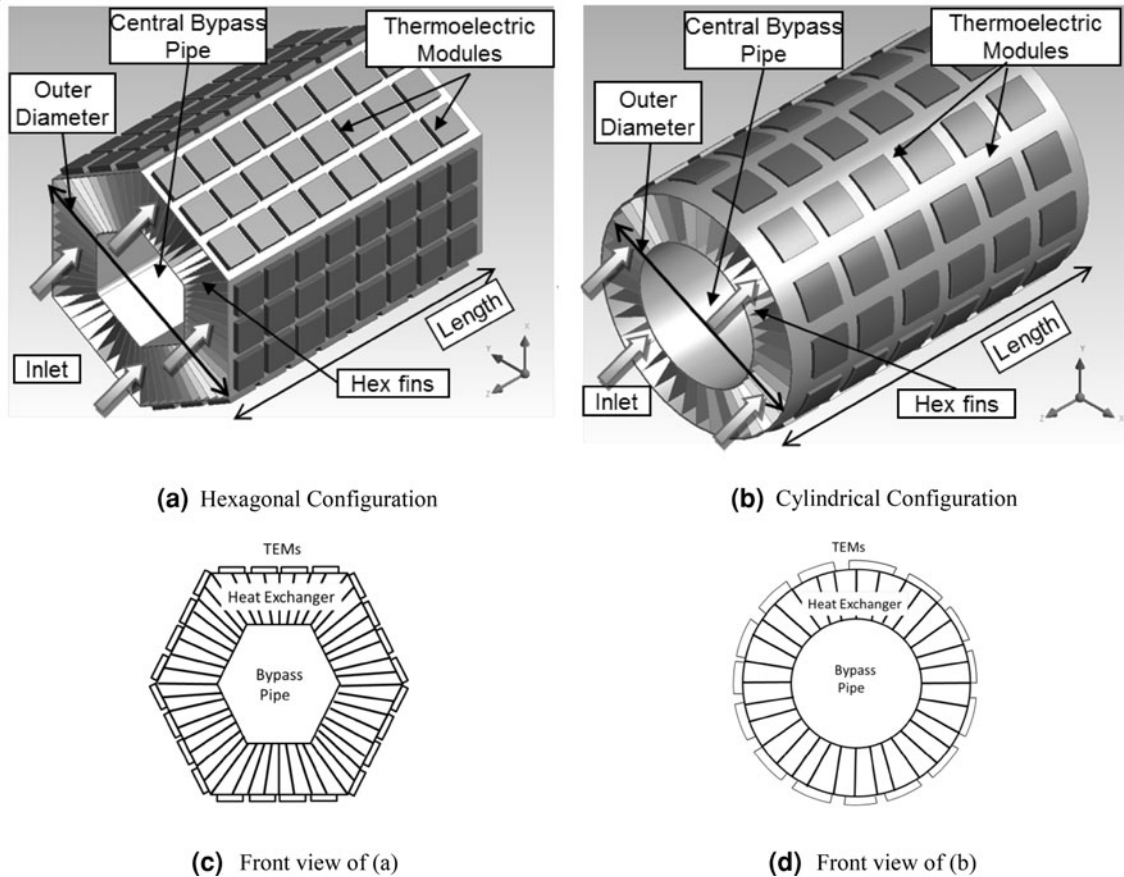 Central Bypass
Pipe
Thermoelectric
Modules
Outer
Diameter
Length
Inlet
Hex fins
X
Y
Z
Central Bypass
Pipe
Thermoelectric
Modules
Outer
Diameter
Length
Inlet
Hex fins
Z
X
(a) Hexagonal Configuration
(b) Cylindrical Configuration
TEMs
Heat Exchanger
Bypass
Pipe
TEMs
Heat Exchanger
Bypass
Pipe
(c) Front view of (a)
(d) Front view of (b)